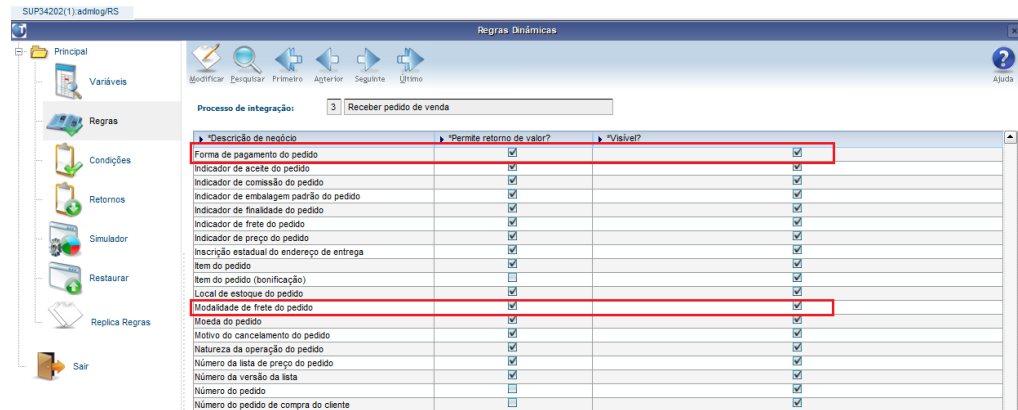 SUP34202(1):admlog/RS
Regras Dinâmicas
Principal
Variáveis
Regras
Condições
Retornos
Simulador
Restaurar
Replica Regras
Sair
Modificar Pesquisar Primeiro Anterior Seguinte Último
Ajuda
Processo de integração: 3 Receber pedido de venda
*Descrição de negócio *Permite retorno de valor? *Visível?
Forma de pagamento do pedido
Indicador de aceite do pedido
Indicador de comissão do pedido
Indicador de embalagem padrão do pedido
Indicador de finalidade do pedido
Indicador de frete do pedido
Indicador de preço do pedido
Inscrição estadual do endereço de entrega
Item do pedido
Item do pedido (bonificação)
Local de estoque do pedido
Modalidade de frete do pedido
Moeda do pedido
Motivo do cancelamento do pedido
Natureza da operação do pedido
Número da lista de preço do pedido
Número da versão da lista
Número do pedido
Número do pedido de compra do cliente